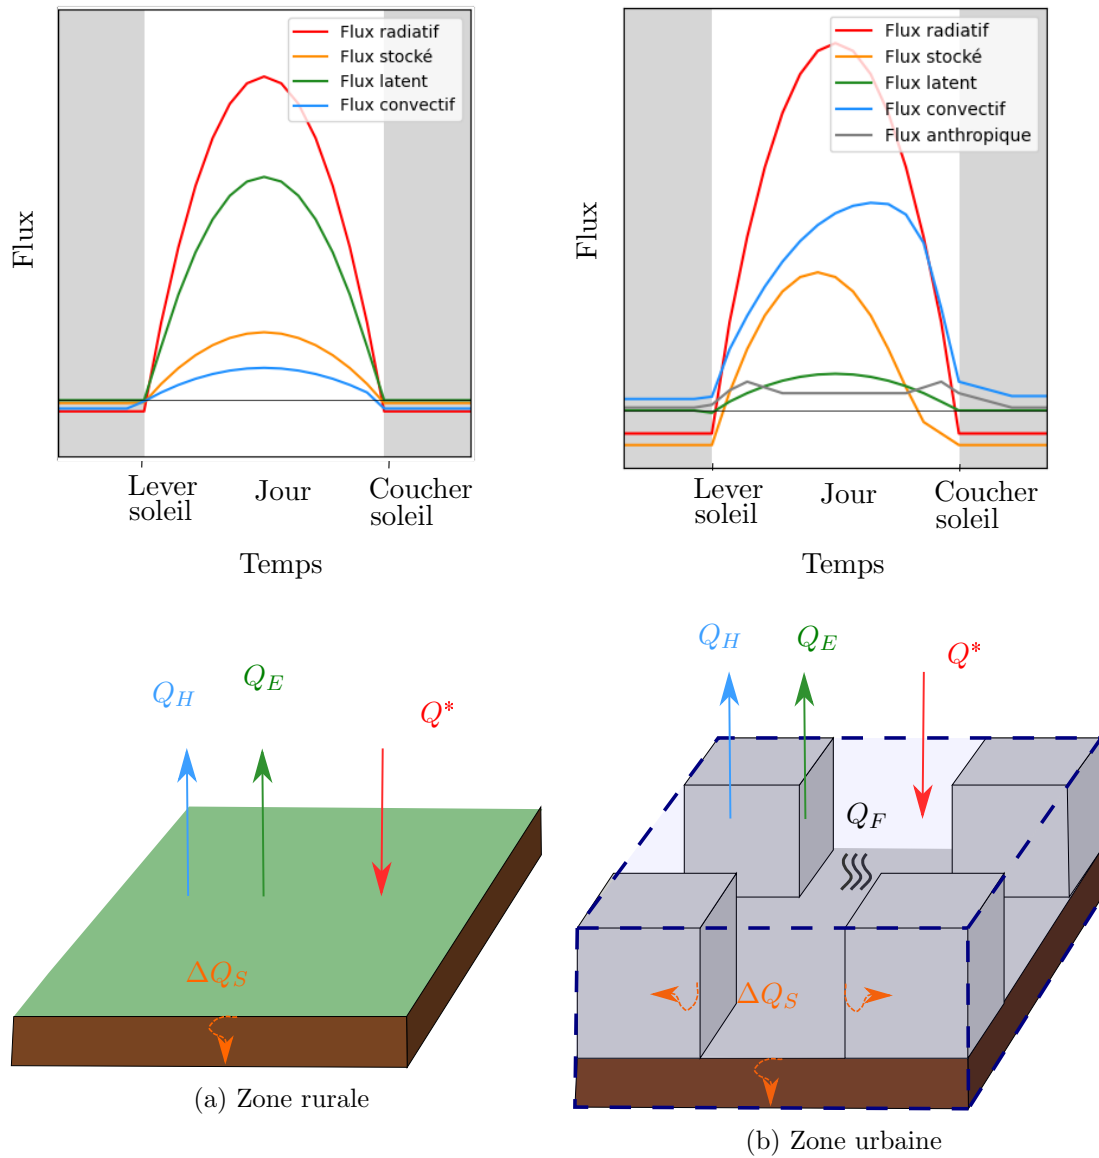 Flux radiatif
Flux stocké
Flux latent
Flux convectif
Flux
Lever
soleil
Jour
Coucher
soleil
Temps
Flux radiatif
Flux stocké
Flux latent
Flux convectif
Flux anthropique
Flux
Lever
soleil
Jour
Coucher
soleil
Temps
Q_H
Q_E
Q*
ΔQ_S
(a) Zone rurale
Q_H
Q_E
Q*
Q_F
ΔQ_S
(b) Zone urbaine